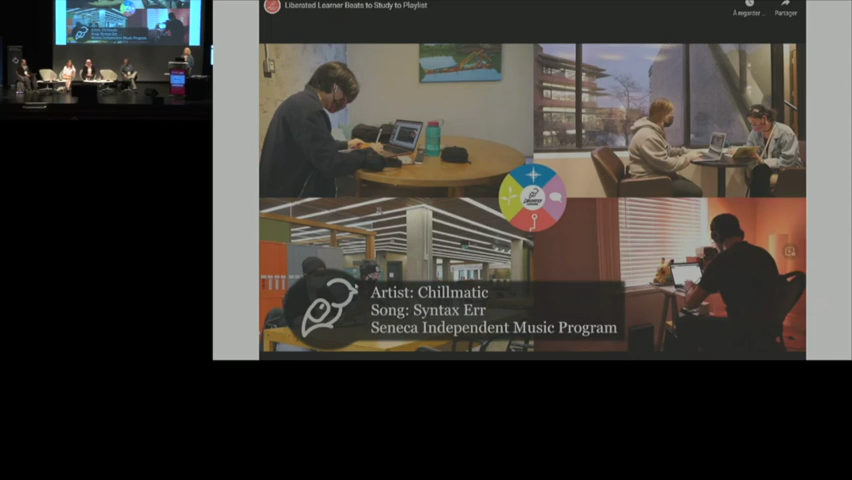 Liberated Learner Beats to Study to Playlist
À regarder ...
Partager
Artist: Chillmatic
Song: Syntax Err
Seneca Independent Music Program